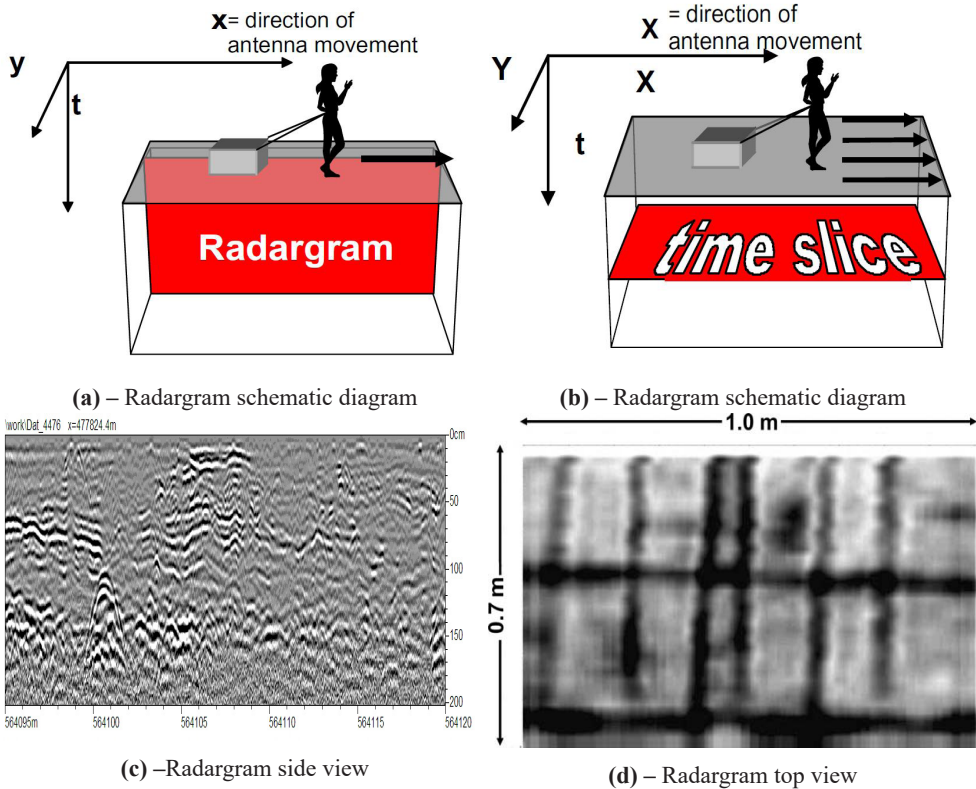 x= direction of
antenna movement
y
t
Radargram
X = direction of
antenna movement
Y
X
t
time slice
(a) – Radargram schematic diagram
(b) – Radargram schematic diagram
\work\Dat_4476 x=477824.4m
0cm
50
100
150
200
564095m 564100 564105 564110 564115 564120
1.0 m
0.7 m
(c) –Radargram side view
(d) – Radargram top view